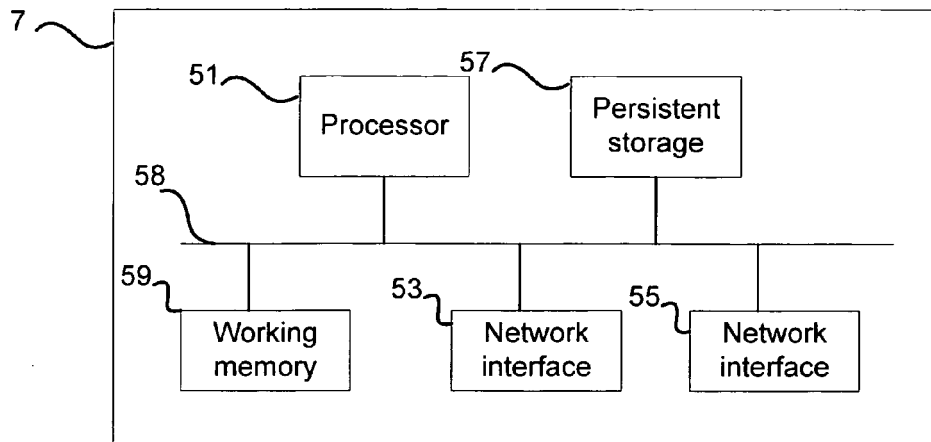 7
51
Processor
57
Persistent
storage
58
59
Working
memory
53
Network
interface
55
Network
interface